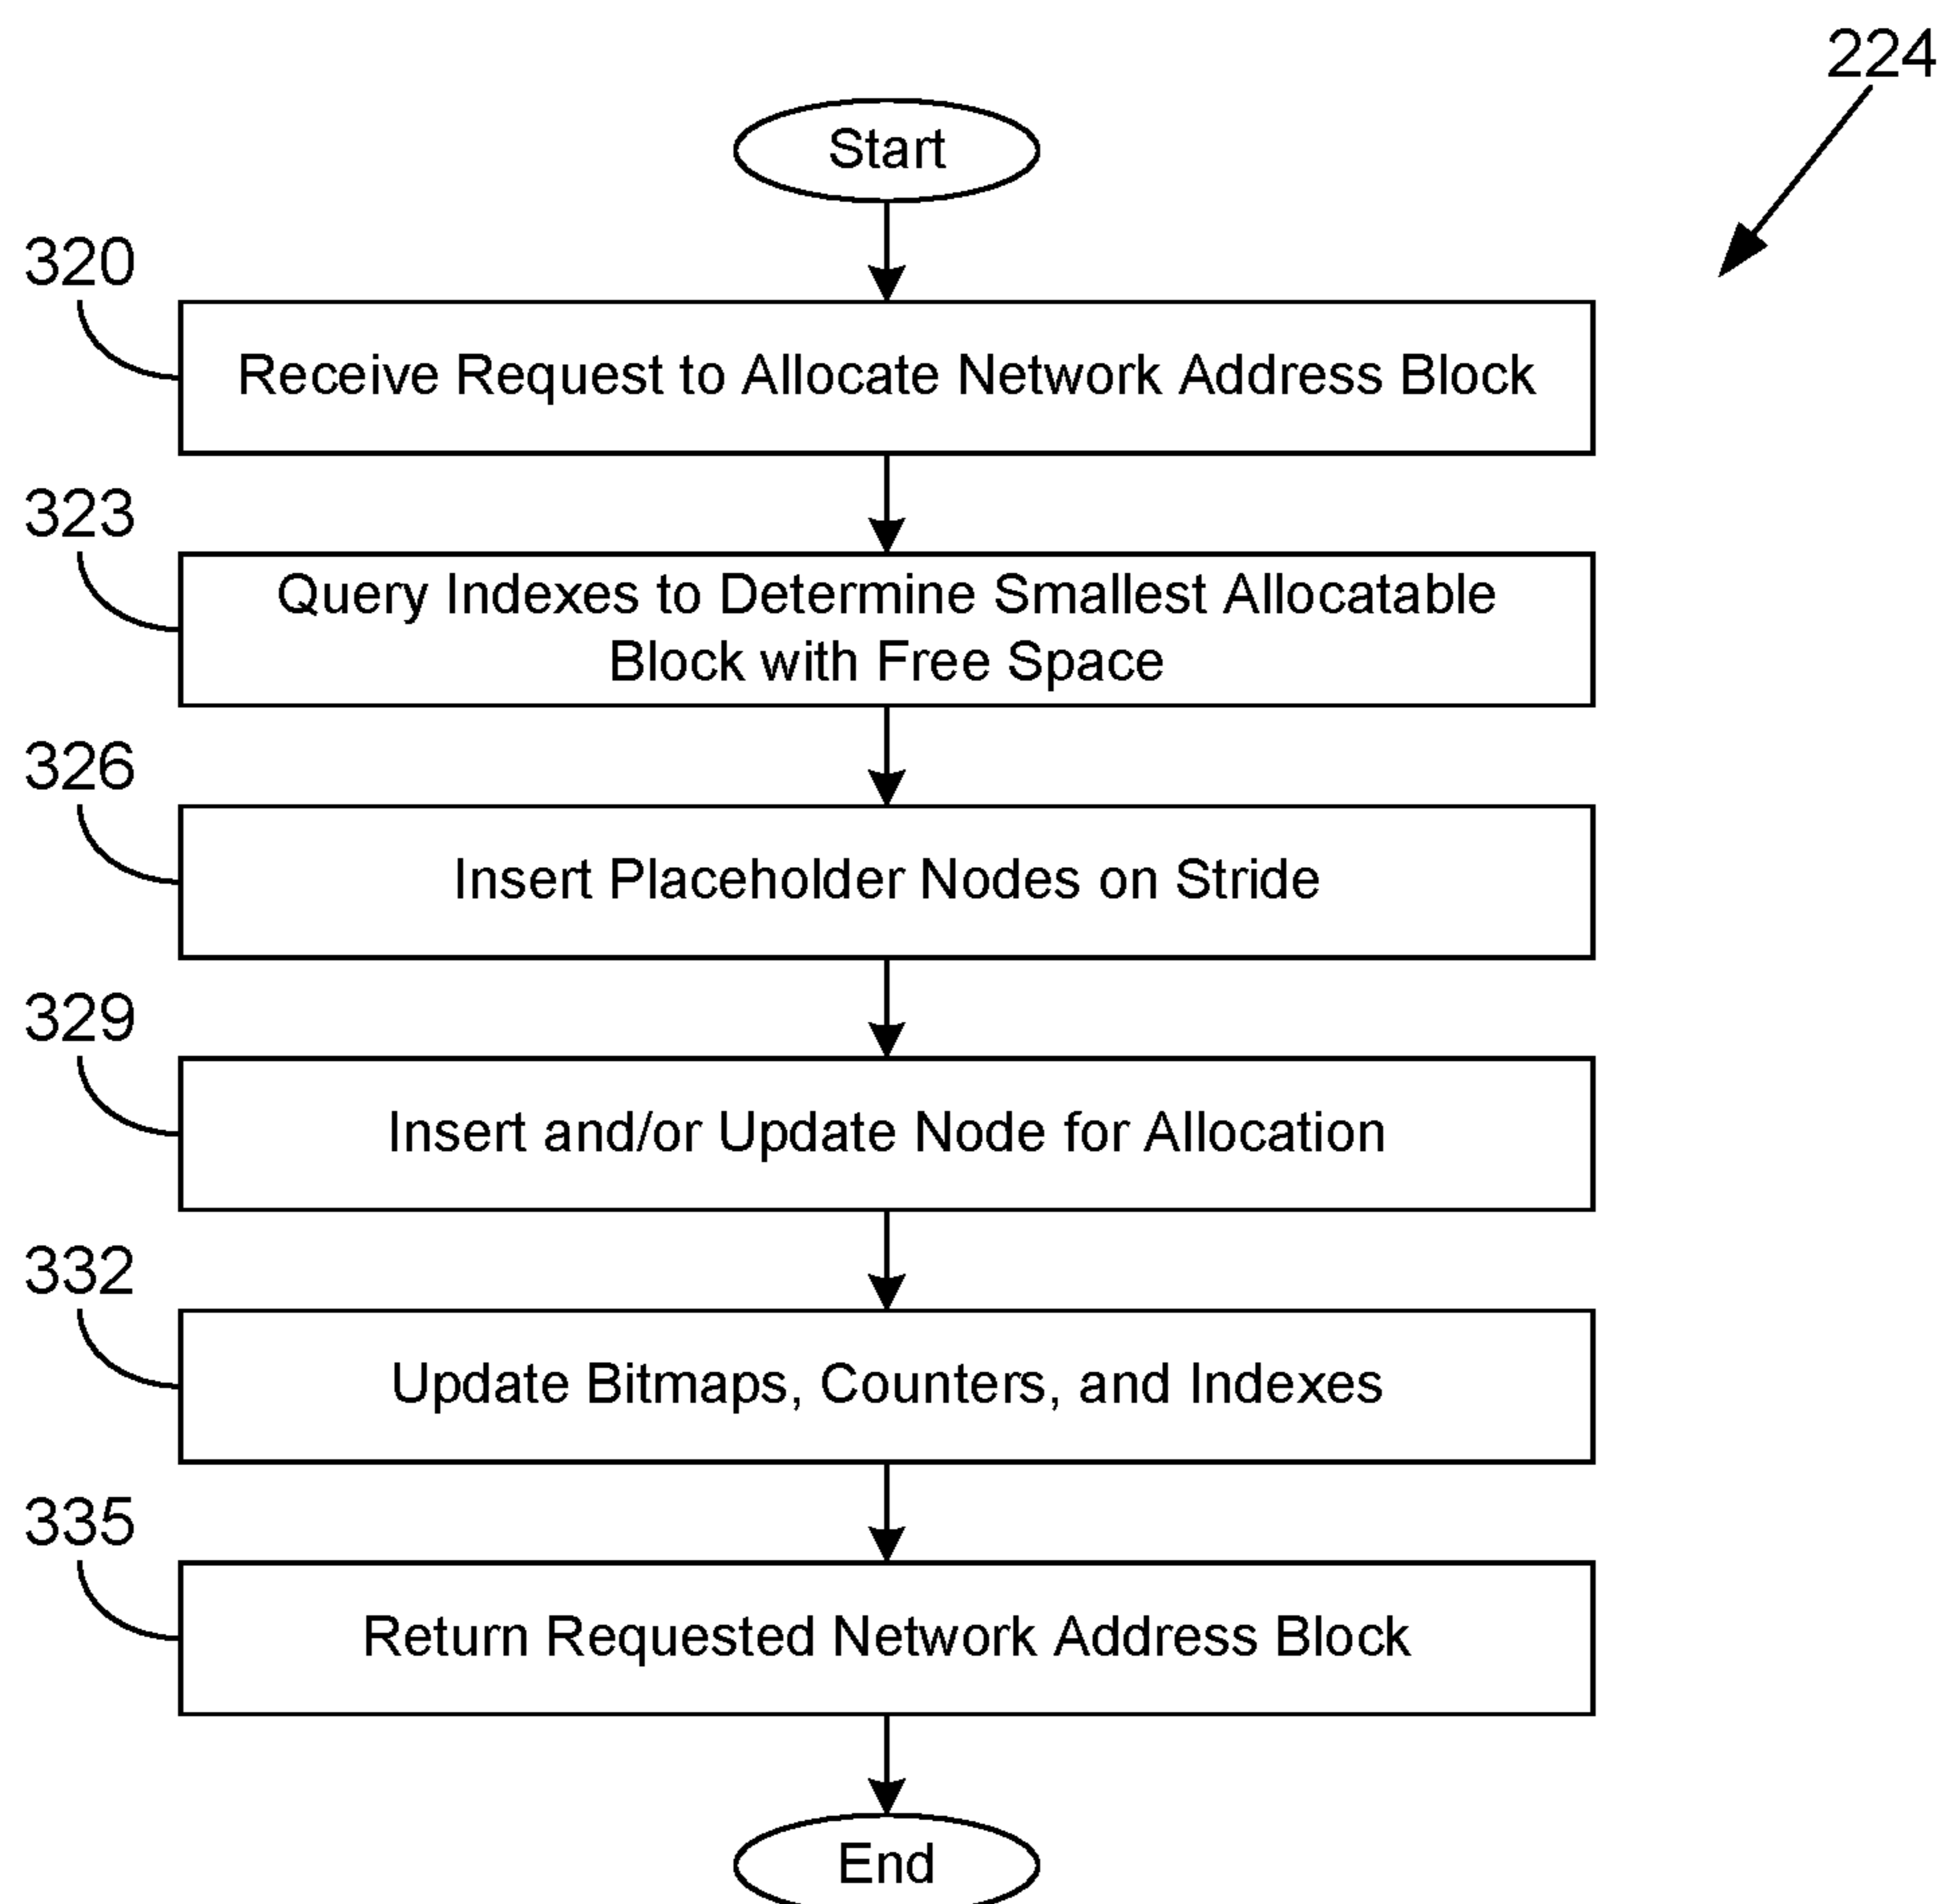 224
Start
320
Receive Request to Allocate Network Address Block
323
Query Indexes to Determine Smallest Allocatable
Block with Free Space
326
Insert Placeholder Nodes on Stride
329
Insert and/or Update Node for Allocation
332
Update Bitmaps, Counters, and Indexes
335
Return Requested Network Address Block
End